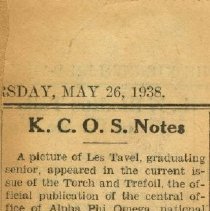 RSDAY, MAY 26, 1938.
K. C. O. S. Notes
A picture of Les Tavel, graduating
senior, appeared in the current is-
sue of the Torch and Trefoil, the of-
ficial publication of the central of-
fice of Alpha Phi Omega, national